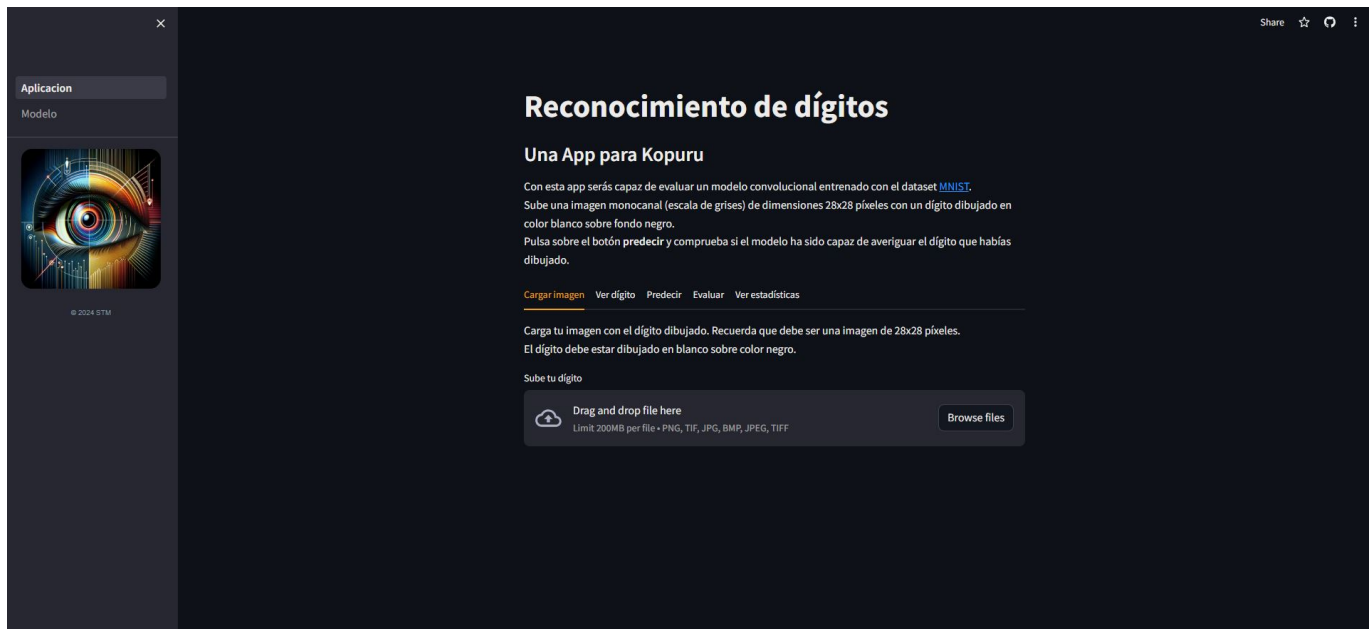 Share
Aplicacion
Modelo
© 2024 STM
Reconocimiento de dígitos
Una App para Kopuru
Con esta app serás capaz de evaluar un modelo convolucional entrenado con el dataset MNIST.
Sube una imagen monocanal (escala de grises) de dimensiones 28x28 píxeles con un dígito dibujado en
color blanco sobre fondo negro.
Pulsa sobre el botón predecir y comprueba si el modelo ha sido capaz de averiguar el dígito que habías
dibujado.
Cargar imagen Ver dígito Predecir Evaluar Ver estadísticas
Carga tu imagen con el dígito dibujado. Recuerda que debe ser una imagen de 28x28 píxeles.
El dígito debe estar dibujado en blanco sobre color negro.
Sube tu dígito
Drag and drop file here
Limit 200MB per file • PNG, TIF, JPG, BMP, JPEG, TIFF
Browse files